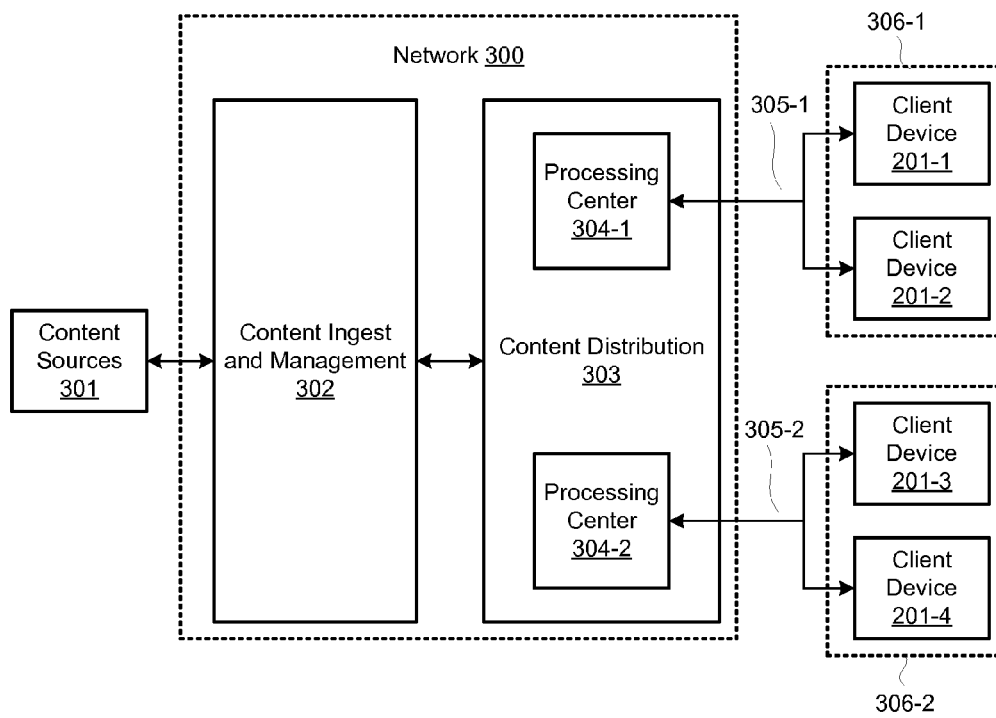 306-1
Network 300
305-1
Client
Device
201-1
Processing
Center
304-1
Client
Device
201-2
Content
Sources
301
Content Ingest
and Management
302
Content Distribution
303
305-2
Client
Device
201-3
Processing
Center
304-2
Client
Device
201-4
306-2